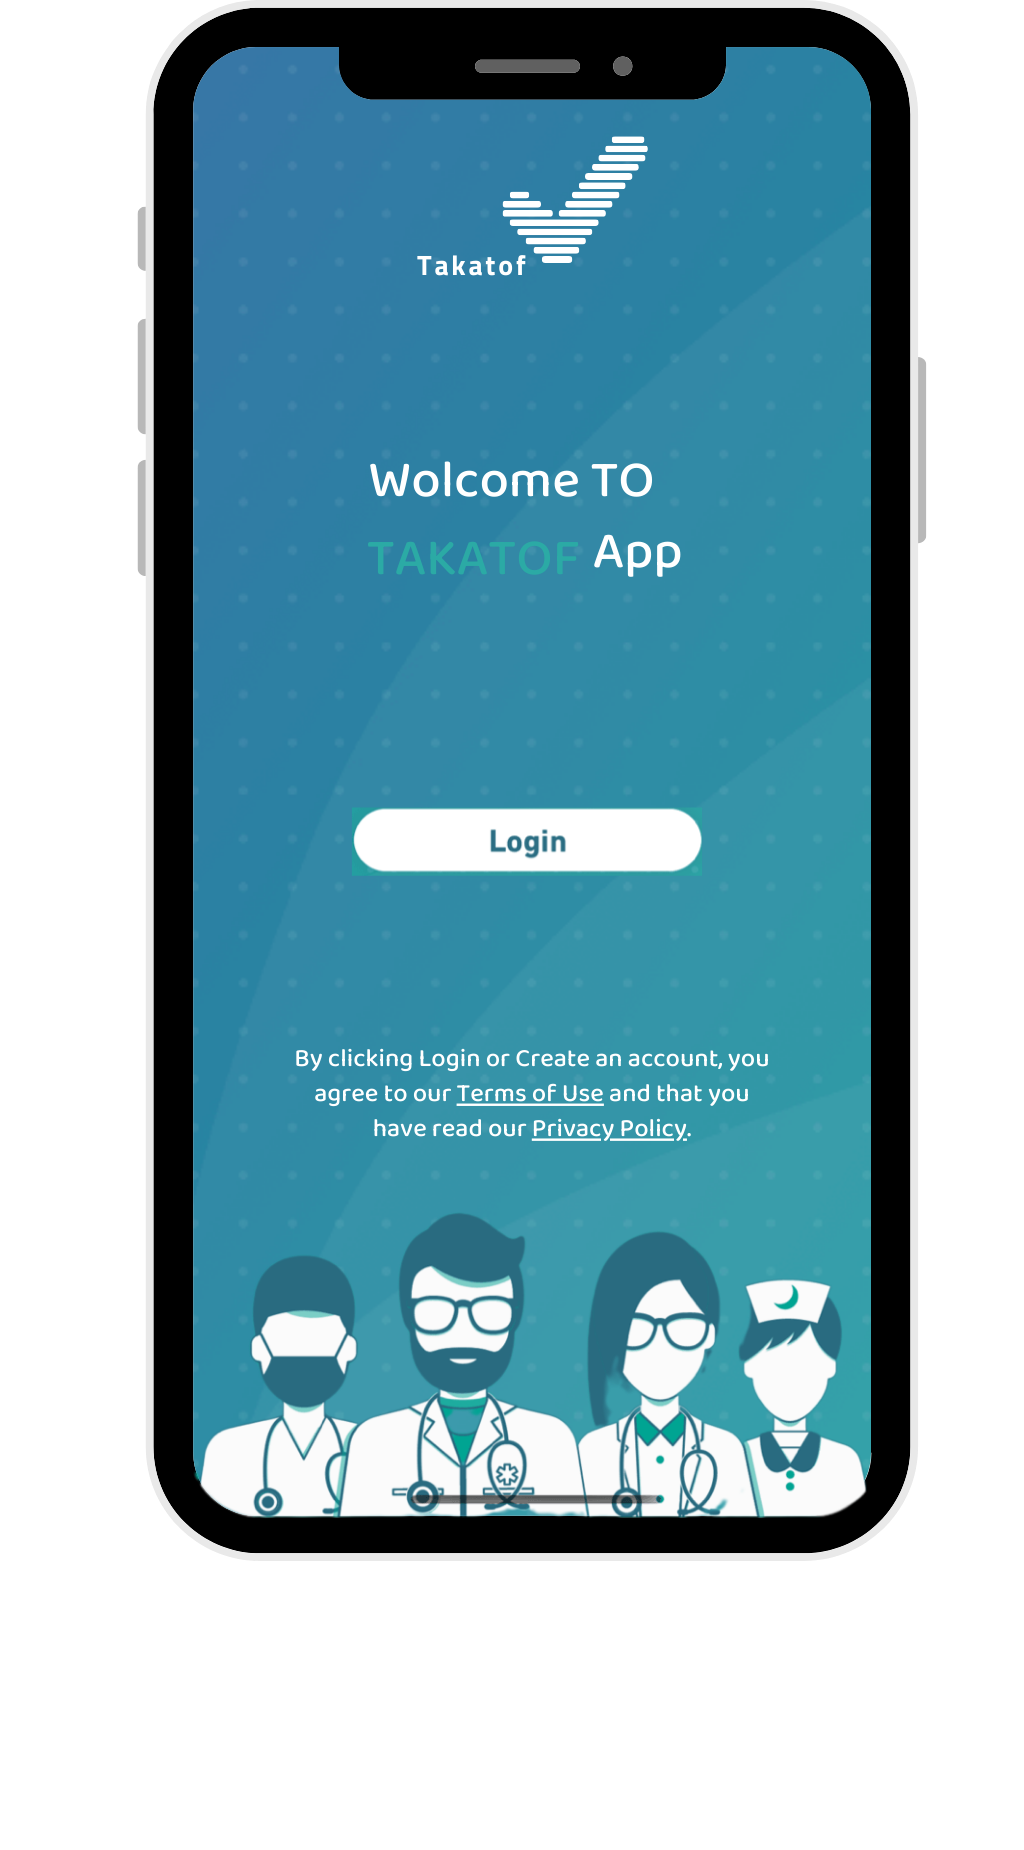 Takatof
Wolcome TO
TAKATOF App
Login
By clicking Login or Create an account, you
agree to our Terms of Use and that you
have read our Privacy Policy.